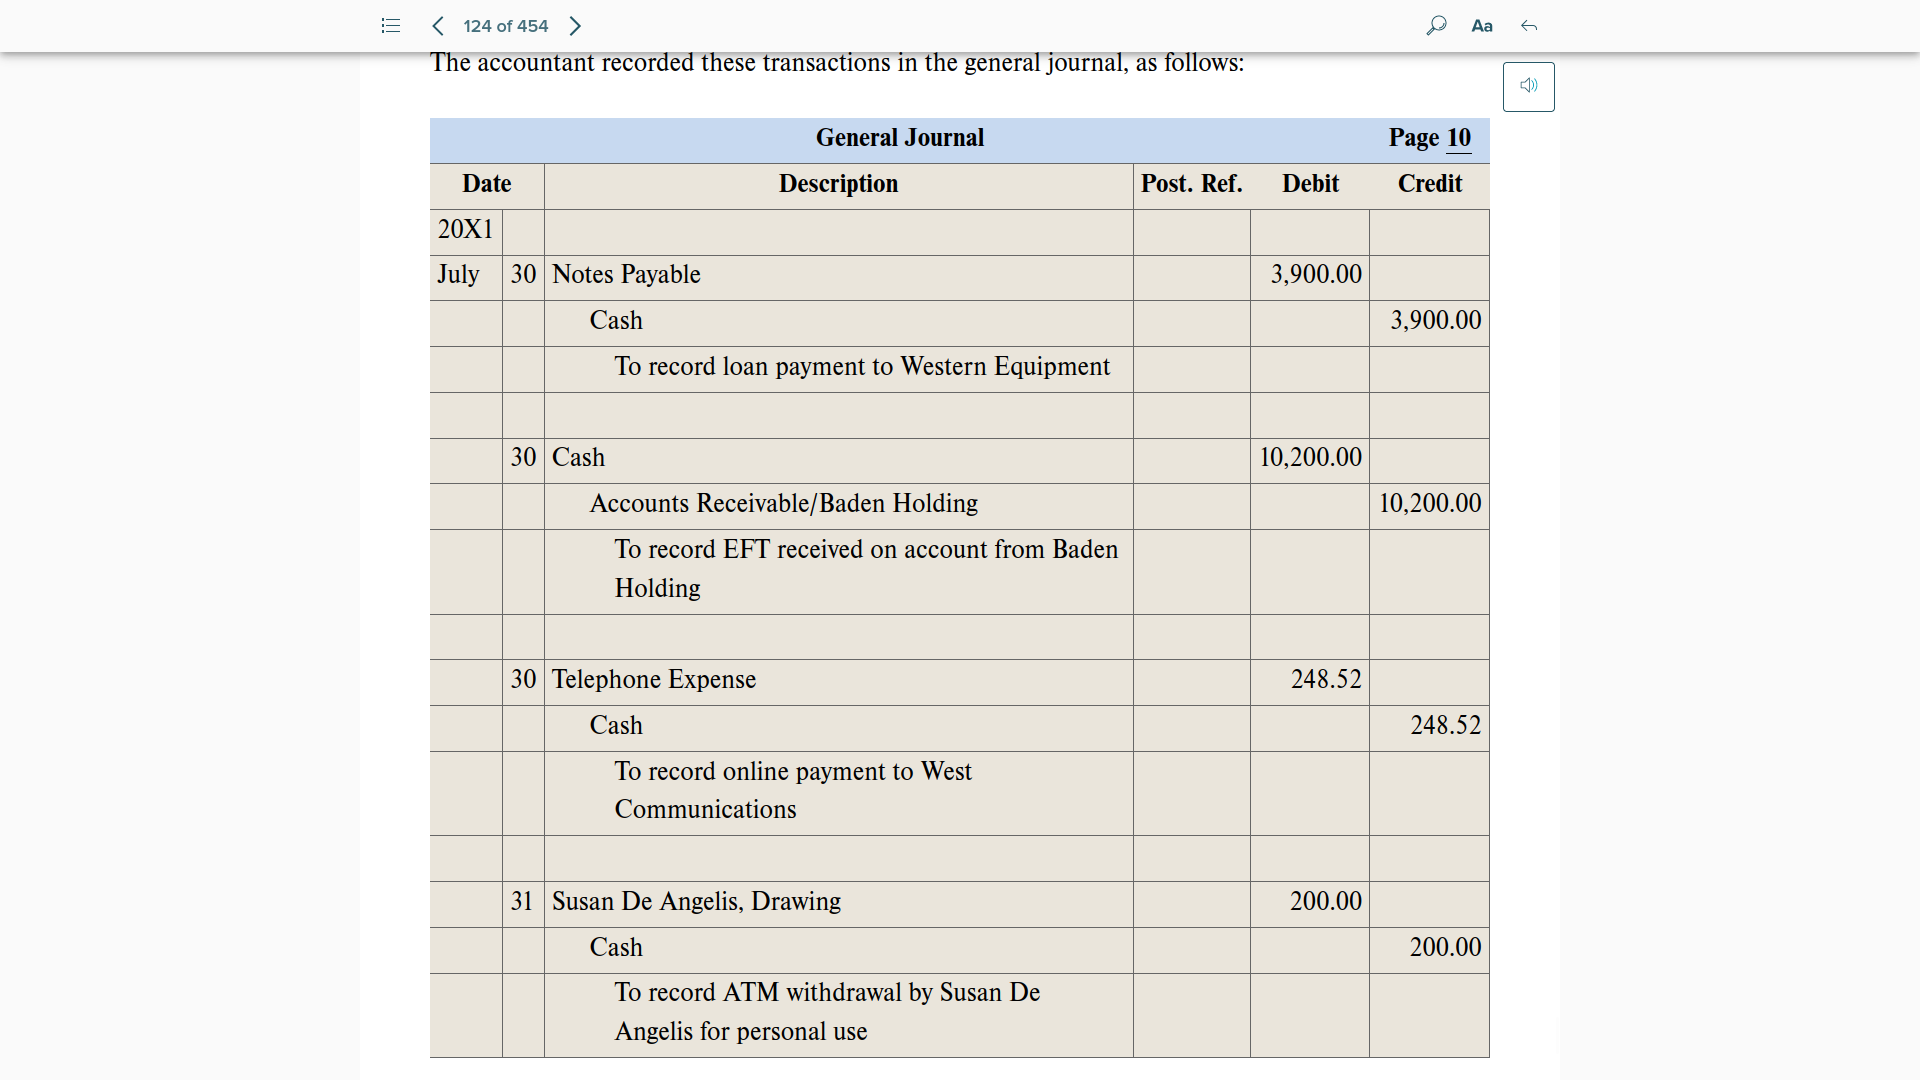 124 of 454
Aa
The accountant recorded these transactions in the general journal, as follows:
General Journal Page 10
Date Description Post. Ref. Debit Credit
20X1
July 30 Notes Payable 3,900.00
Cash 3,900.00
To record loan payment to Western Equipment
30 Cash 10,200.00
Accounts Receivable/Baden Holding 10,200.00
To record EFT received on account from Baden
Holding
30 Telephone Expense 248.52
Cash 248.52
To record online payment to West
Communications
31 Susan De Angelis, Drawing 200.00
Cash 200.00
To record ATM withdrawal by Susan De
Angelis for personal use